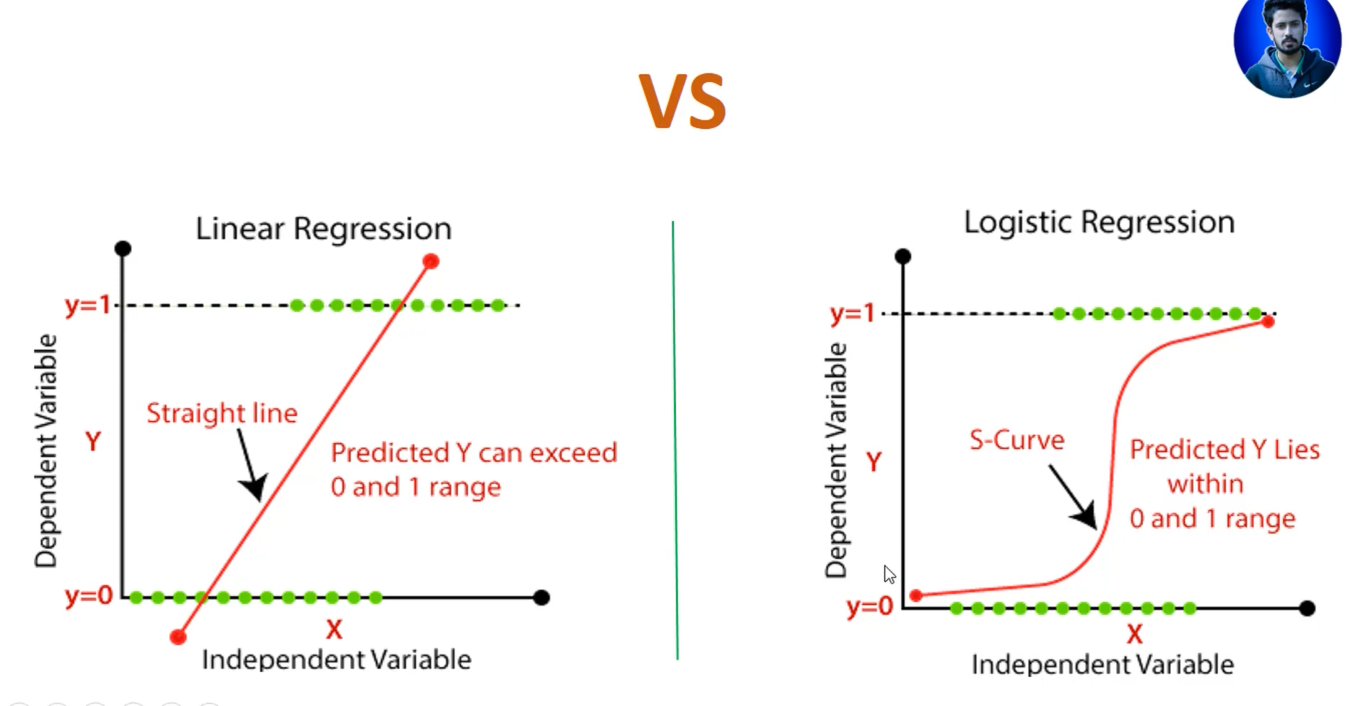 VS
Linear Regression
y=1
Dependent Variable
Y
Straight line
Predicted Y can exceed
0 and 1 range
y=0
X
Independent Variable
Logistic Regression
y=1
Dependent Variable
Y
S-Curve
Predicted Y Lies
within
0 and 1 range
y=0
X
Independent Variable